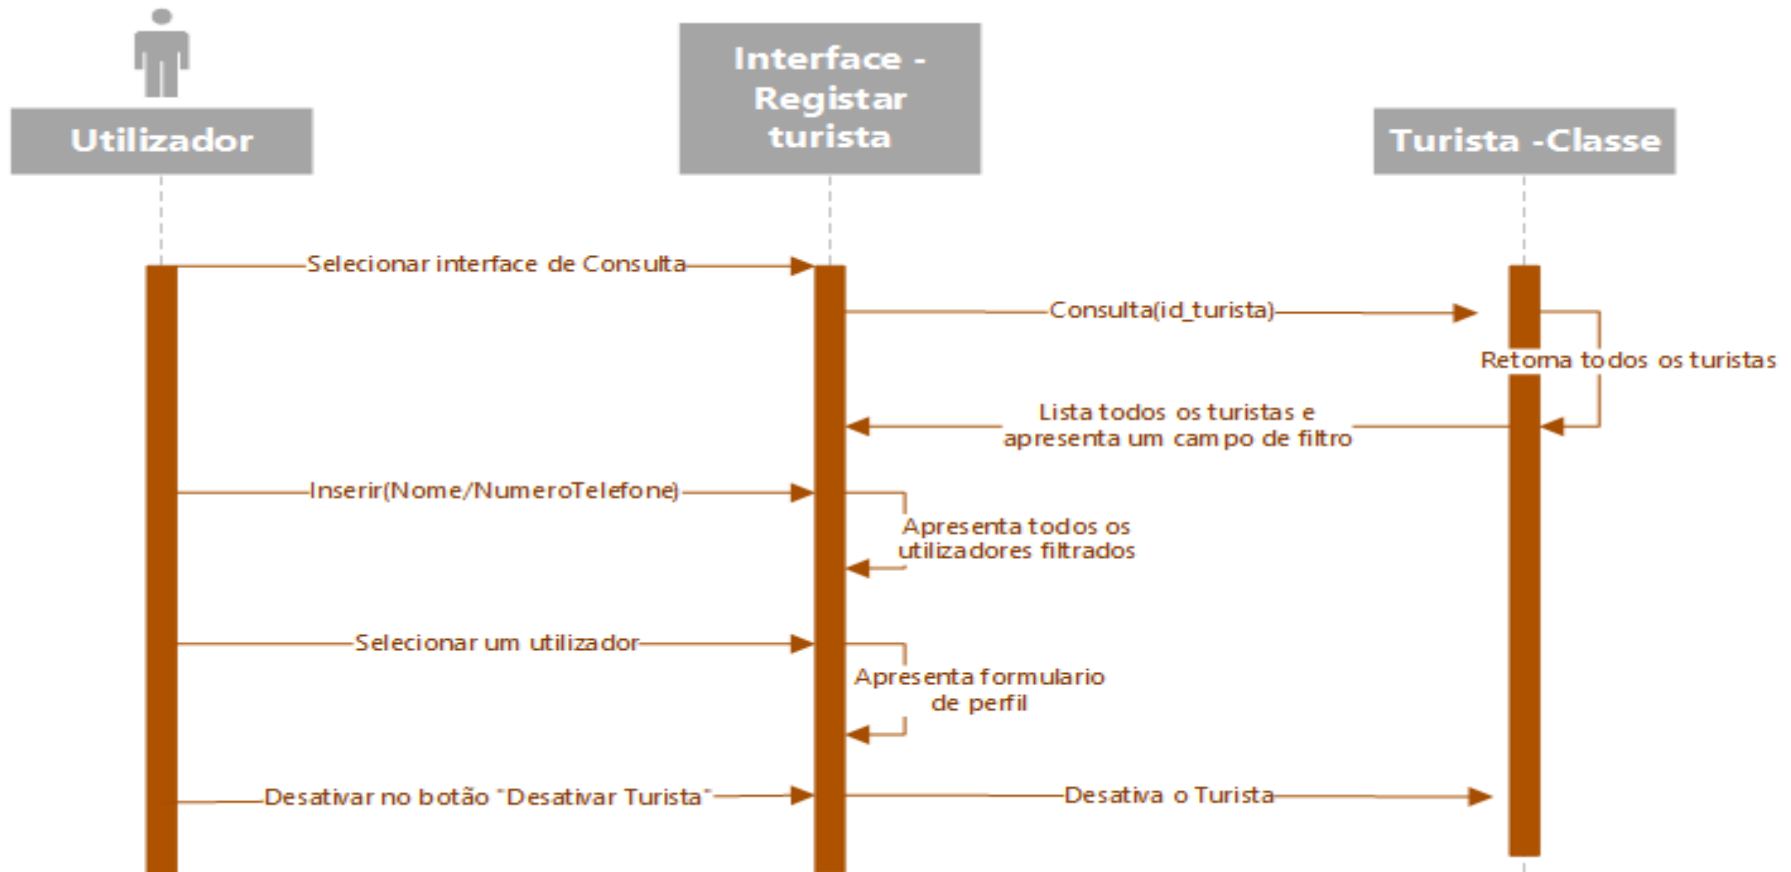 Utilizador
Interface -
Registar
turista
Turista -Classe
Selecionar interface de Consulta
Consulta(id_turista)
Retorna todos os turistas
Lista todos os turistas e
apresenta um campo de filtro
Inserir(Nome/NumeroTelefone)
Apresenta todos os
utilizadores filtrados
Selecionar um utilizador
Apresenta formulario
de perfil
Desativar no botão "Desativar Turista"
Desativa o Turista